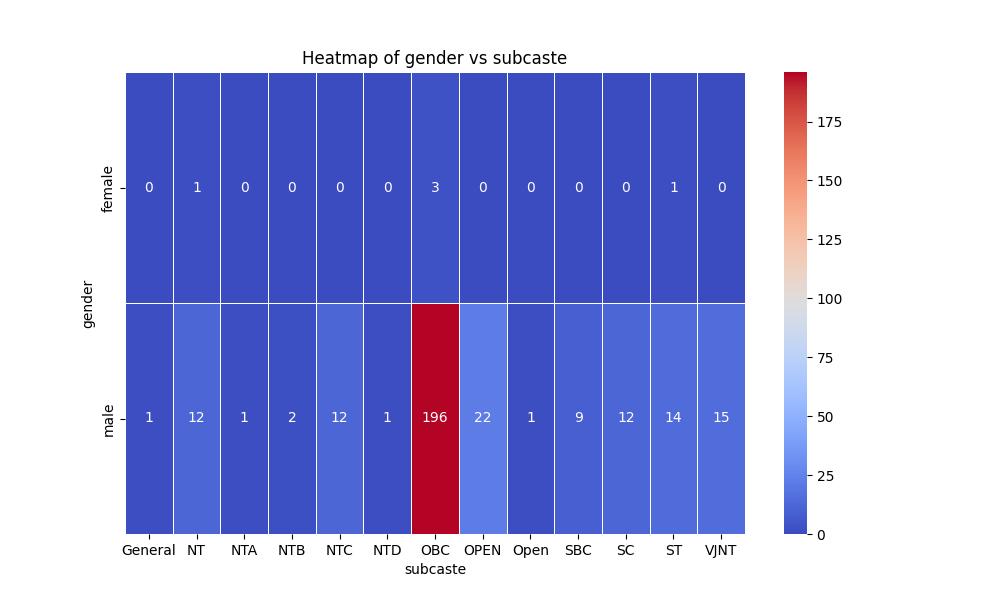 Heatmap of gender vs subcaste
female
0 1 0 0 0 0 3 0 0 0 0 1 0
gender
male
1 12 1 2 12 1 196 22 1 9 12 14 15
General NT NTA NTB NTC NTD OBC OPEN Open SBC SC ST VJNT
subcaste
175
150
125
100
75
50
25
0